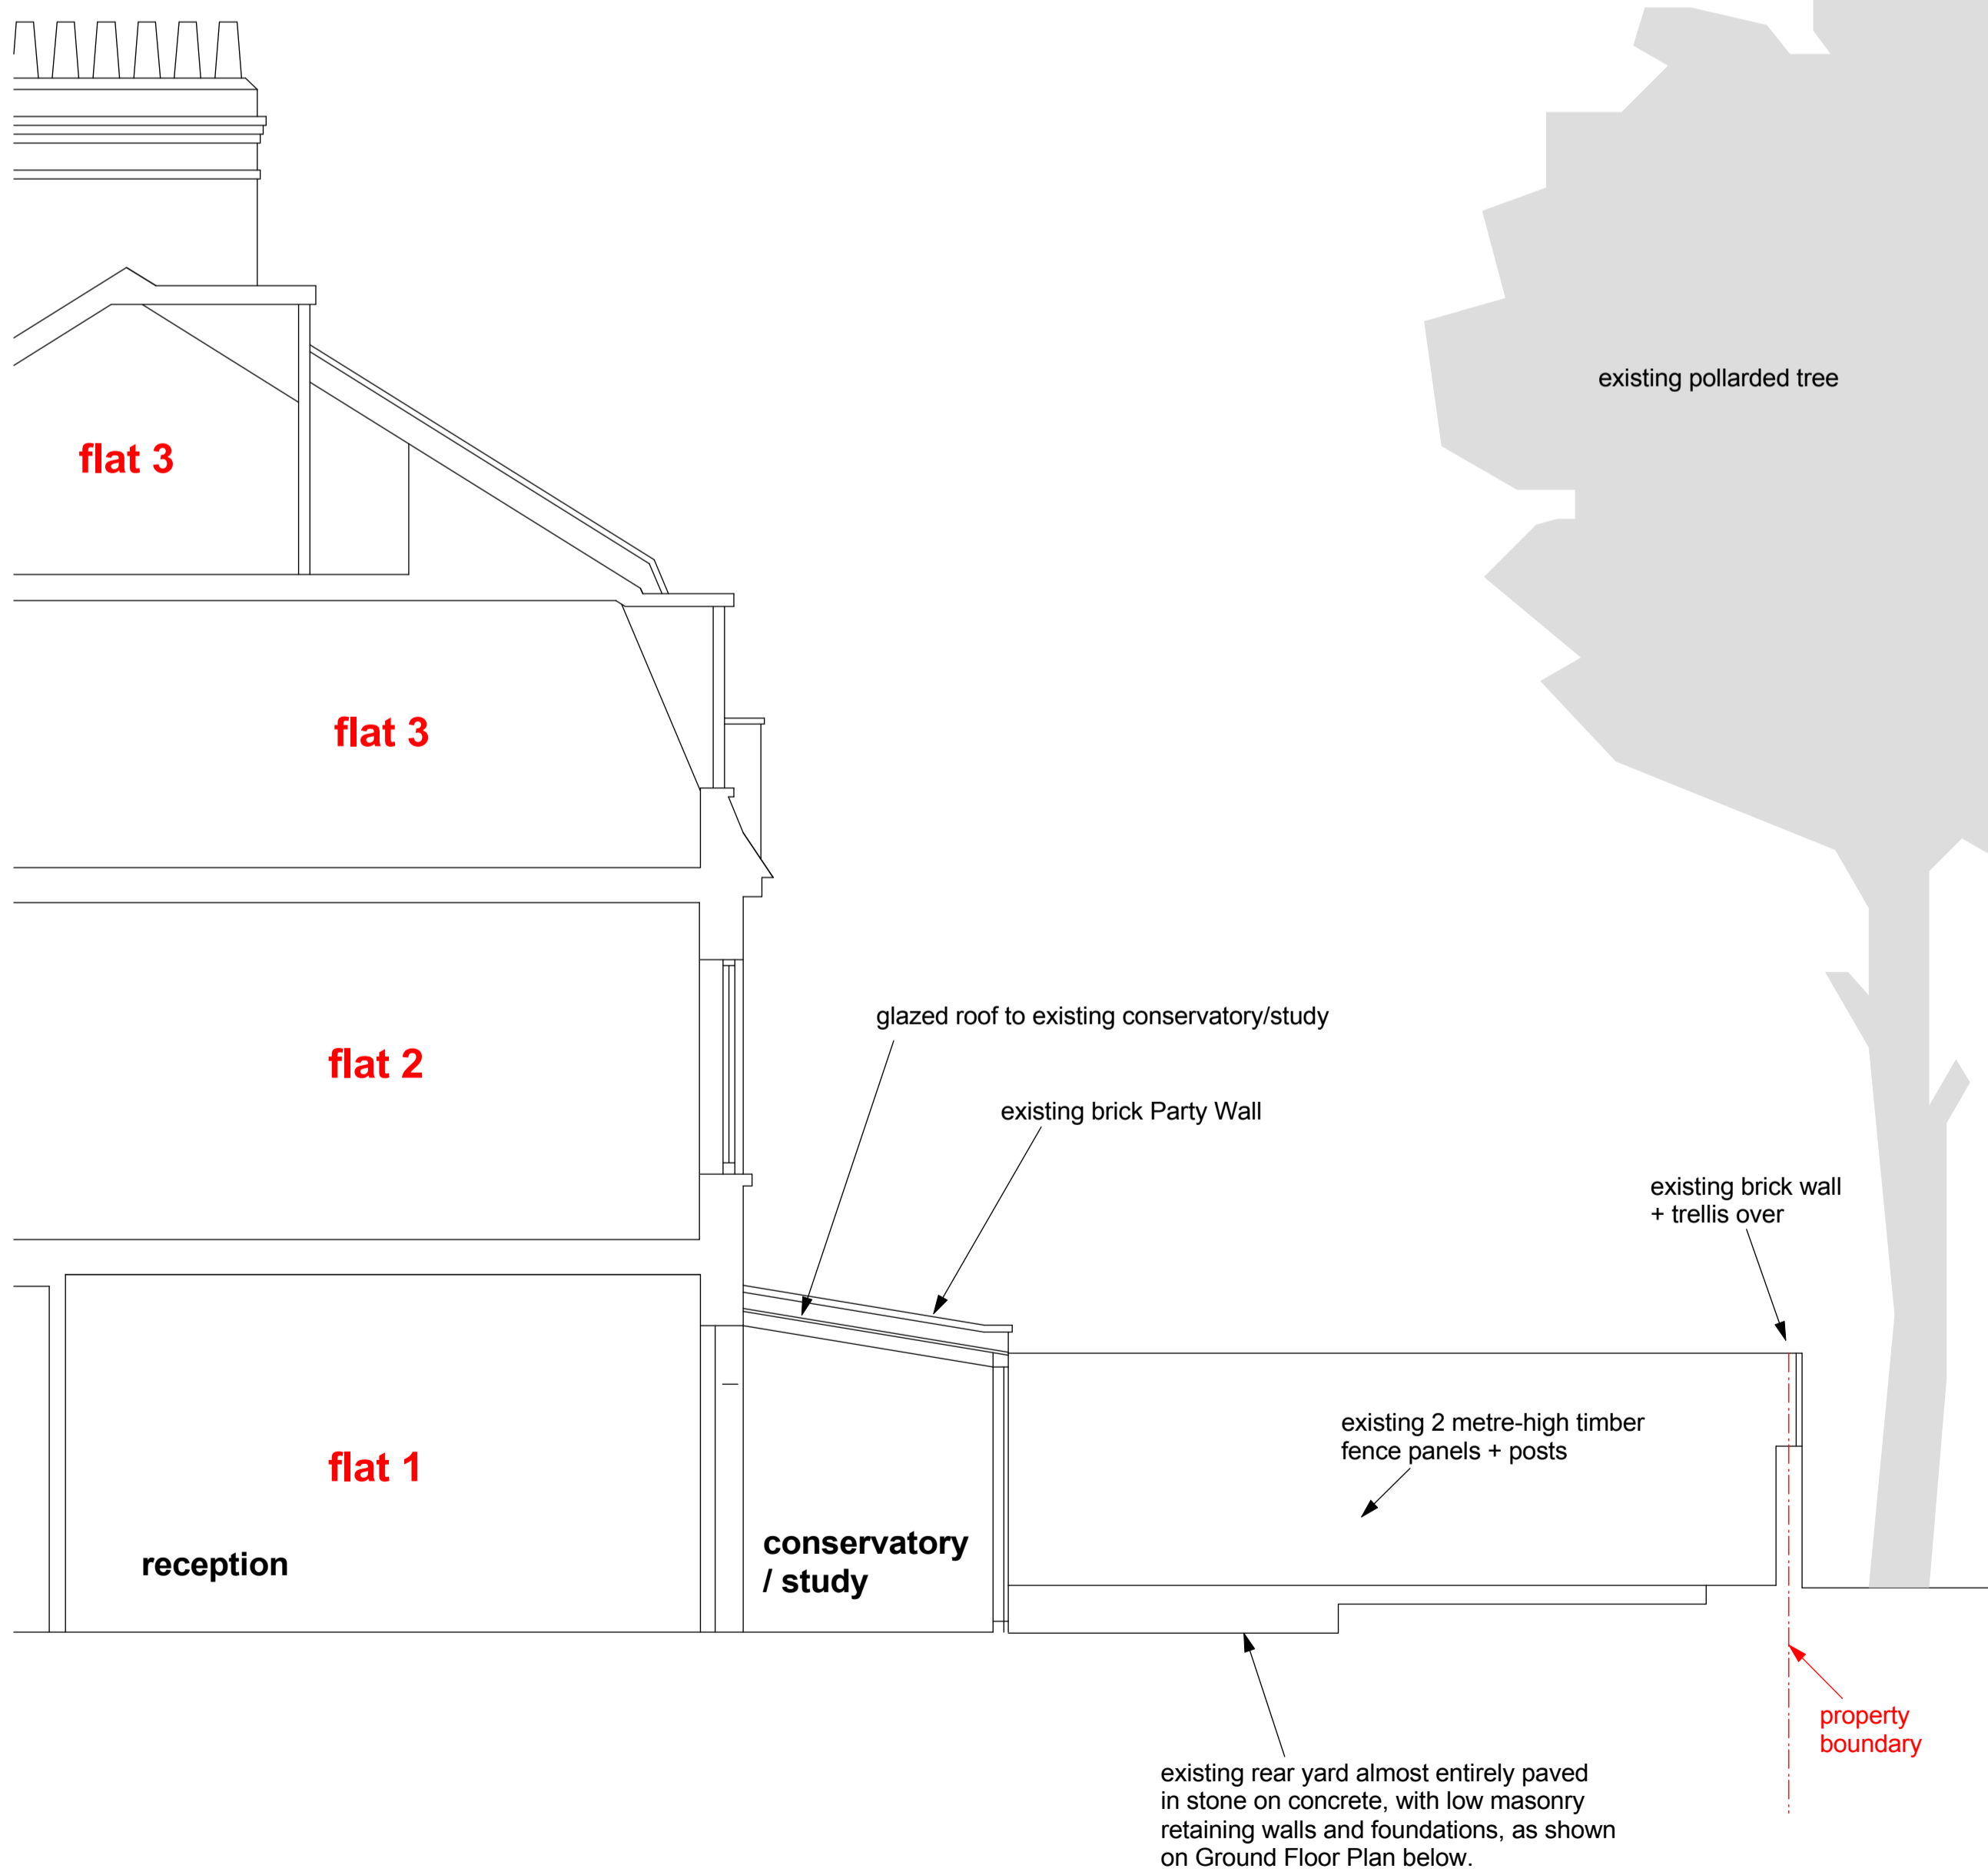 existing pollarded tree
flat 3
flat 3
glazed roof to existing conservatory/study
flat 2
existing brick Party Wall
existing brick wall
+ trellis over
existing 2 metre-high timber
fence panels + posts
flat 1
conservatory
/ study
reception
property
boundary
existing rear yard almost entirely paved
in stone on concrete, with low masonry
retaining walls and foundations, as shown
on Ground Floor Plan below.